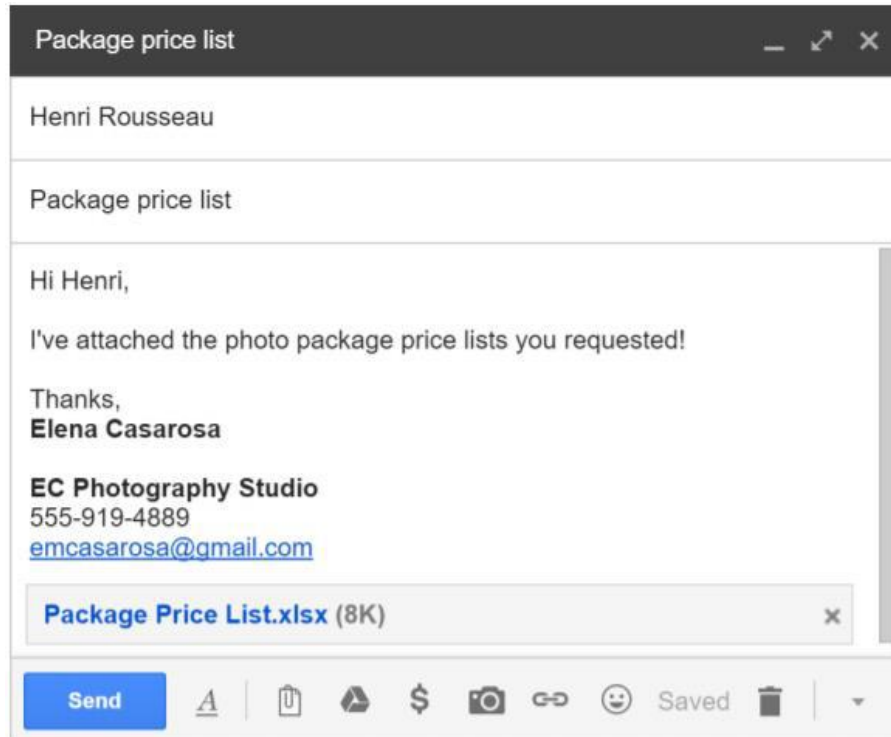 Package price list
Henri Rousseau
Package price list
Hi Henri,
I've attached the photo package price lists you requested!
Thanks,
Elena Casarosa
EC Photography Studio
555-919-4889
emcasarosa@gmail.com
Package Price List.xlsx (8K)
Send A $ Saved